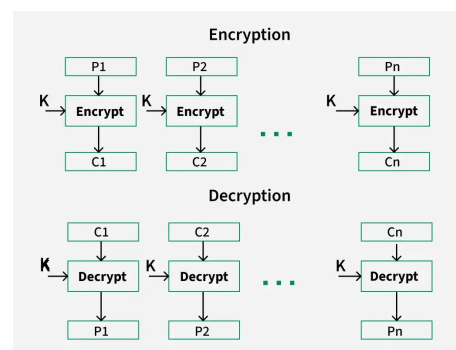 Encryption
P1 P2 Pn
K Encrypt K Encrypt K Encrypt
C1 C2 Cn
Decryption
C1 C2 Cn
K Decrypt K Decrypt K Decrypt
P1 P2 Pn